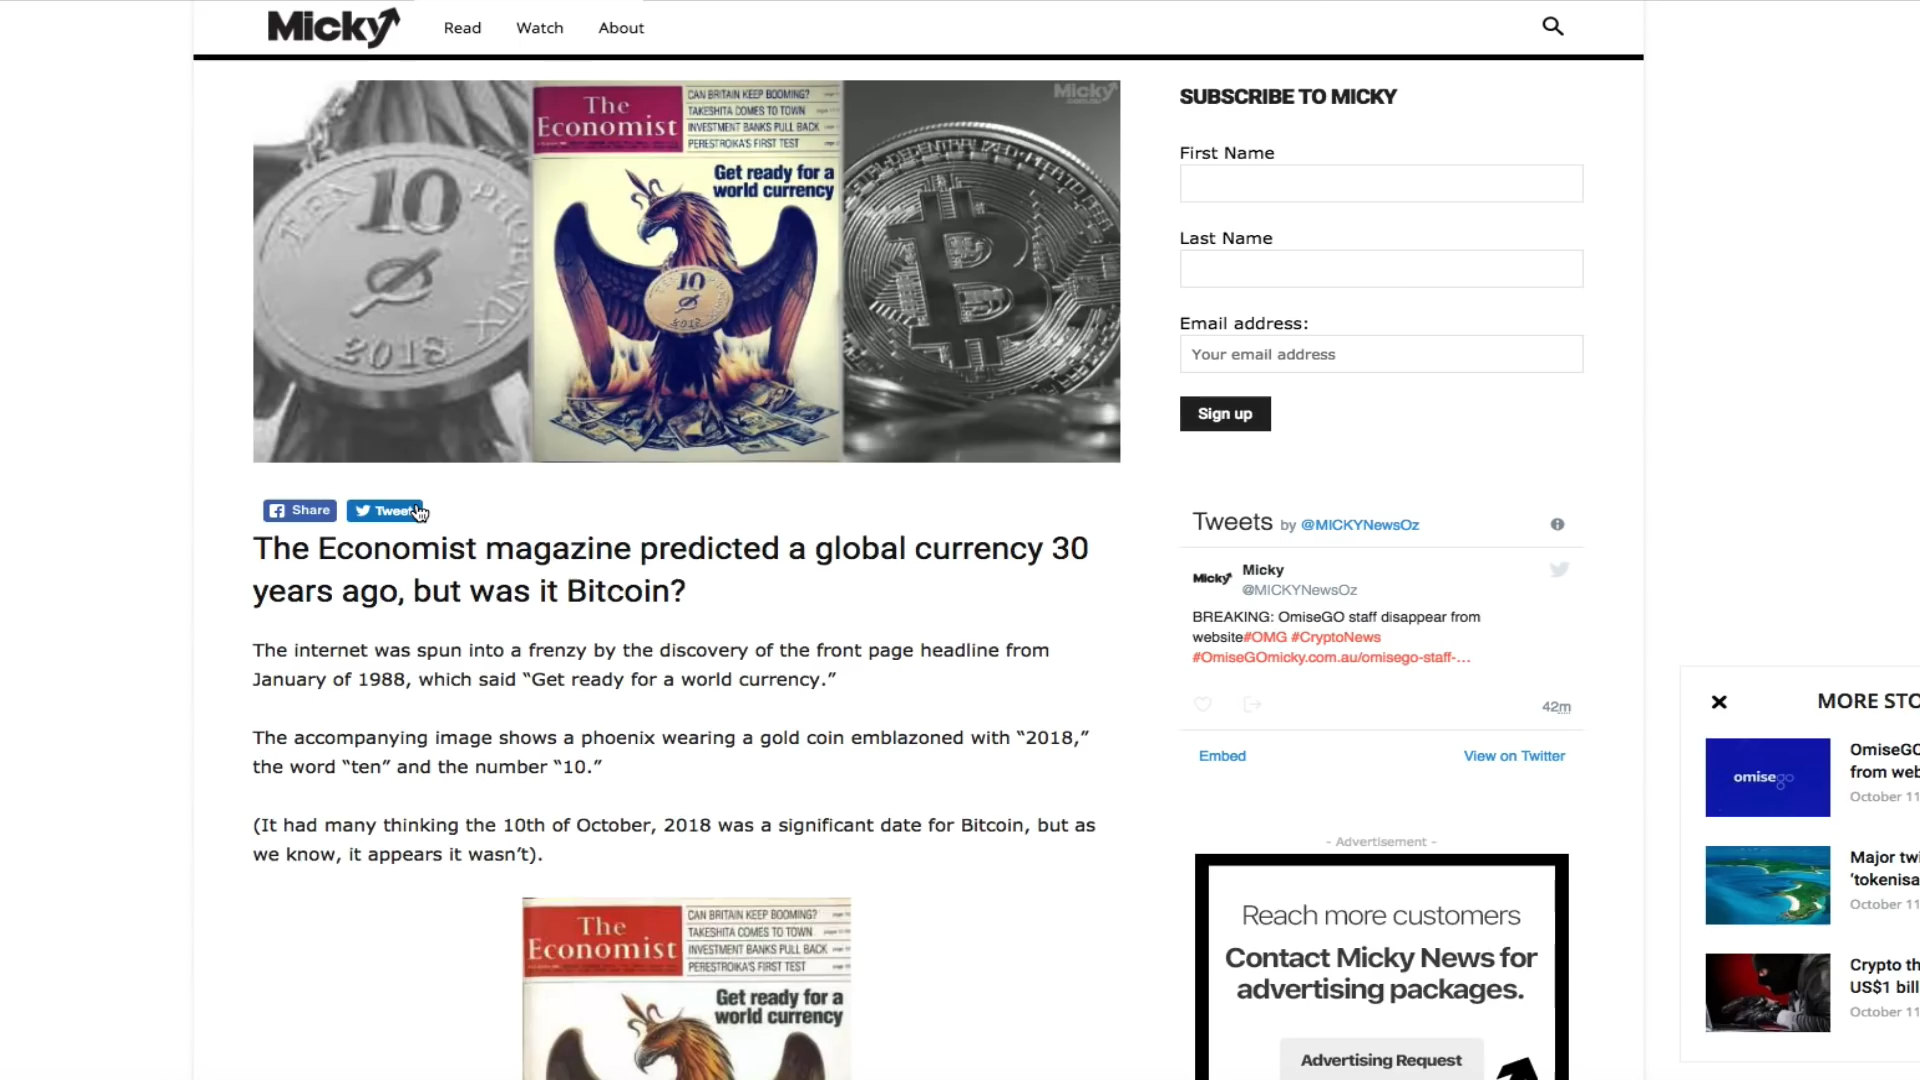 Micky
Read
Watch
About
TEN
10
PHOENIX
2018
The
Economist
CAN BRITAIN KEEP BOOMING?
TAKESHITA COMES TO TOWN
INVESTMENT BANKS PULL BACK
PERESTROIKA'S FIRST TEST
Get ready for a
world currency
10
2018
Micky
SUBSCRIBE TO MICKY
First Name
Last Name
Email address:
Your email address
Sign up
Share
Tweet
The Economist magazine predicted a global currency 30
years ago, but was it Bitcoin?
The internet was spun into a frenzy by the discovery of the front page headline from
January of 1988, which said “Get ready for a world currency.”
The accompanying image shows a phoenix wearing a gold coin emblazoned with “2018,”
the word “ten” and the number “10.”
(It had many thinking the 10th of October, 2018 was a significant date for Bitcoin, but as
we know, it appears it wasn’t).
The
Economist
CAN BRITAIN KEEP BOOMING?
TAKESHITA COMES TO TOWN
INVESTMENT BANKS PULL BACK
PERESTROIKA'S FIRST TEST
Get ready for a
world currency
Tweets by @MICKYNewsOz
Micky
Micky
@MICKYNewsOz
BREAKING: OmiseGO staff disappear from
website#OMG #CryptoNews
#OmiseGOmicky.com.au/omisego-staff-…
42m
Embed
View on Twitter
- Advertisement -
Reach more customers
Contact Micky News for
advertising packages.
Advertising Request
MORE STO
omisego
OmiseGO
from web
October 11
Major twi
‘tokenisa
October 11
Crypto th
US$1 bill
October 11